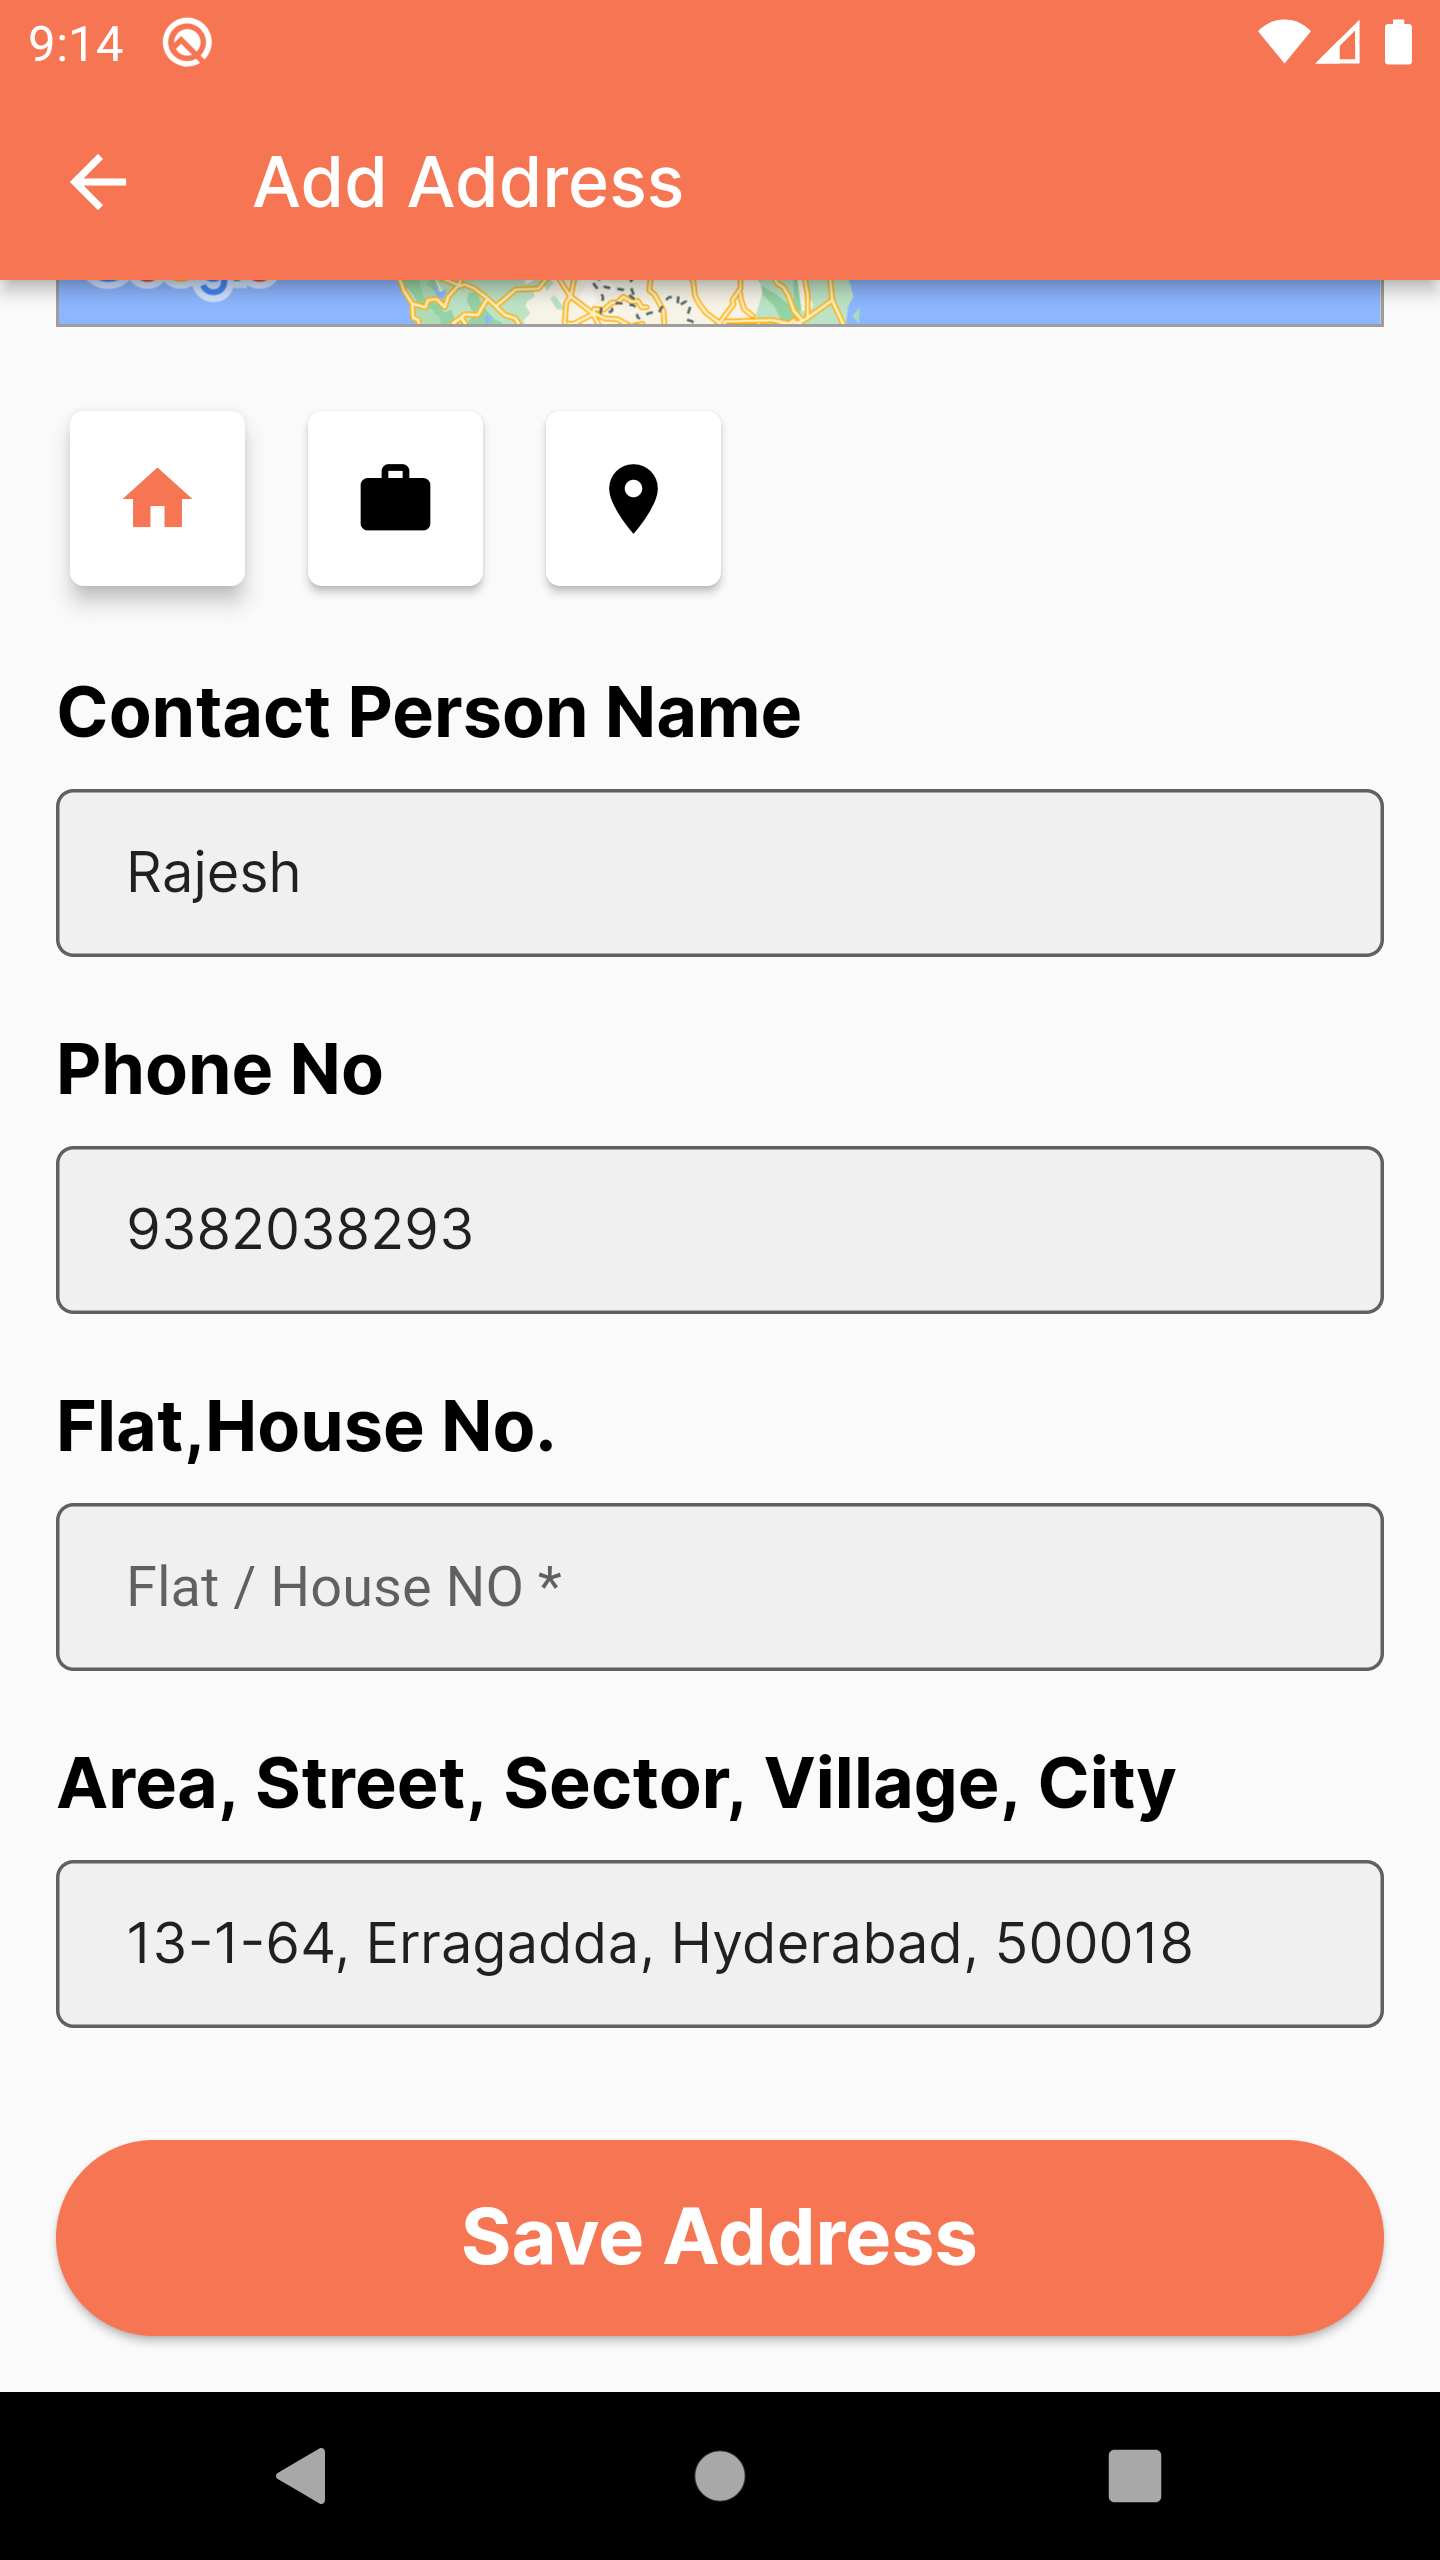 9:14
Add Address
Contact Person Name
Rajesh
Phone No
9382038293
Flat,House No.
Flat / House NO *
Area, Street, Sector, Village, City
13-1-64, Erragadda, Hyderabad, 500018
Save Address